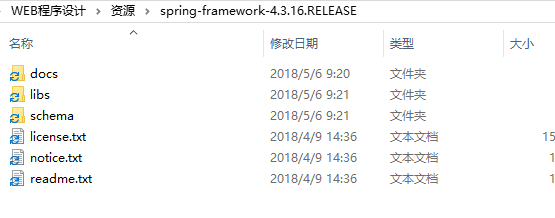 WEB程序设计 › 资源 › spring-framework-4.3.16.RELEASE
名称 修改日期 类型 大小
docs 2018/5/6 9:20 文件夹
libs 2018/5/6 9:21 文件夹
schema 2018/5/6 9:21 文件夹
license.txt 2018/4/9 14:36 文本文档 15
notice.txt 2018/4/9 14:36 文本文档 1
readme.txt 2018/4/9 14:36 文本文档 1